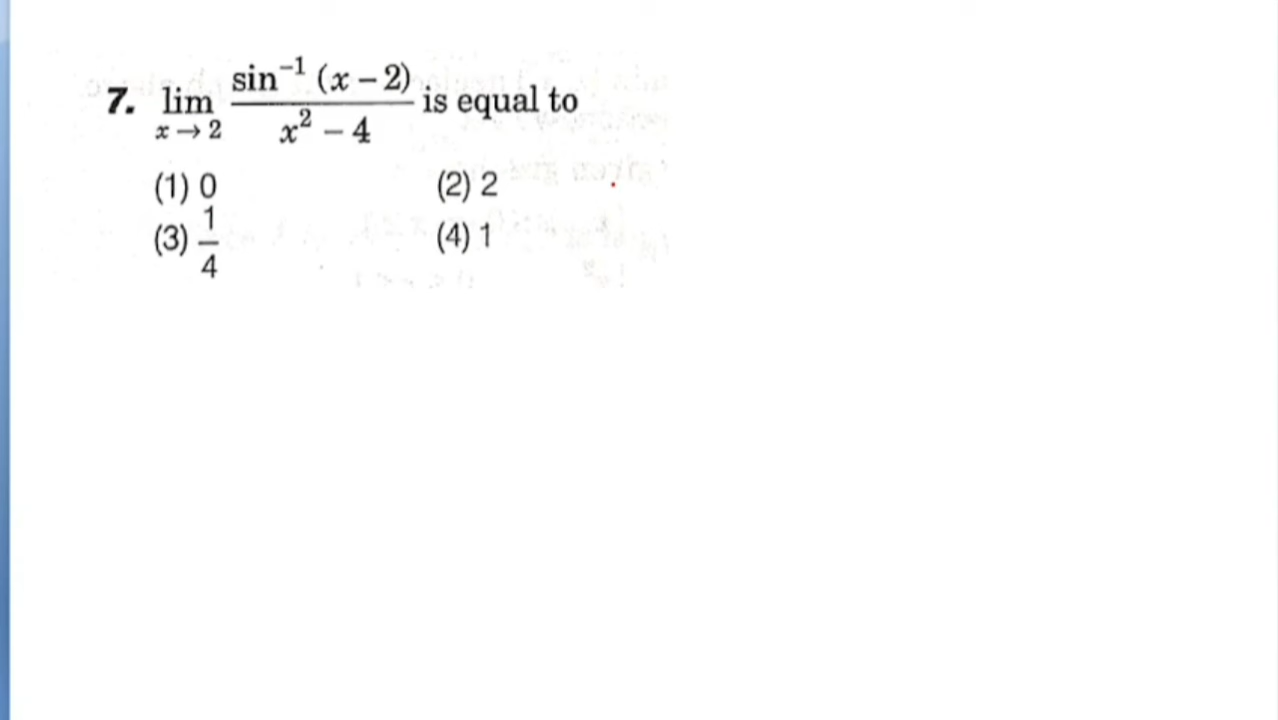 7. lim x → 2 sin⁻¹ (x – 2) / x² – 4 is equal to
(1) 0 (2) 2
(3) 1/4 (4) 1